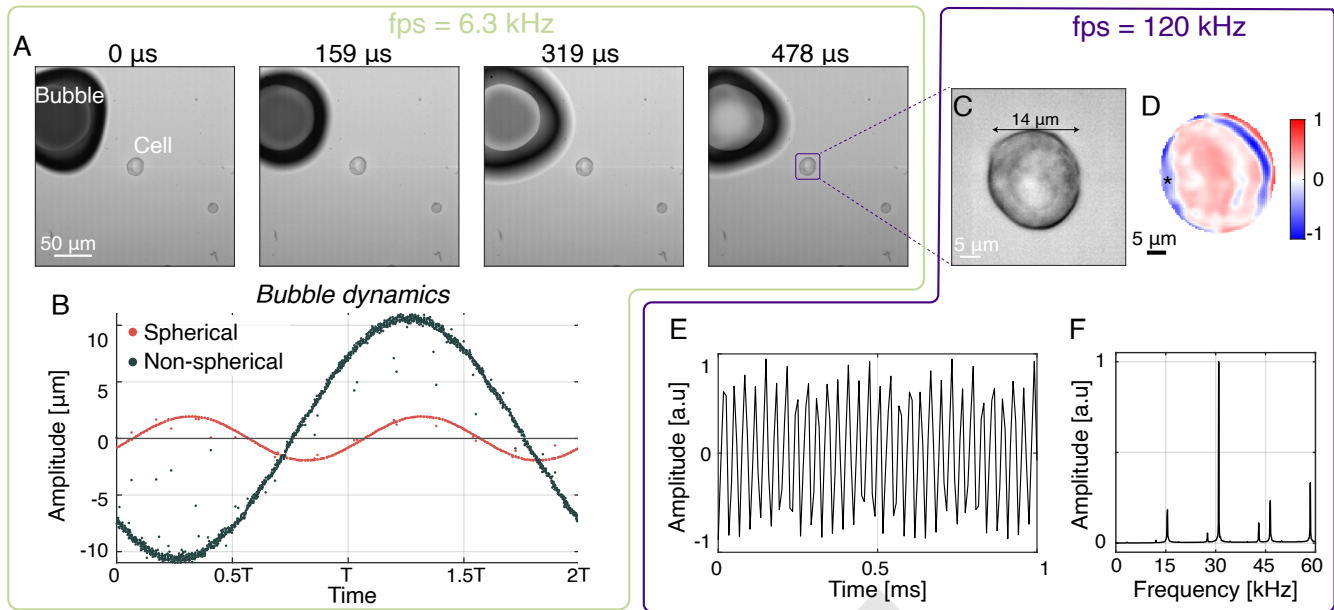 fps = 6.3 kHz
fps = 120 kHz
A
0 µs
159 µs
319 µs
478 µs
Bubble
Cell
50 µm
C
14 µm
5 µm
D
*
1
0
-1
5 µm
B
Bubble dynamics
Spherical
Non-spherical
Amplitude [µm]
10
5
0
-5
-10
0
0.5T
T
1.5T
2T
Time
E
Amplitude [a.u]
1
0
-1
0
0.5
1
Time [ms]
F
Amplitude [a.u]
1
0
0
15
30
45
60
Frequency [kHz]